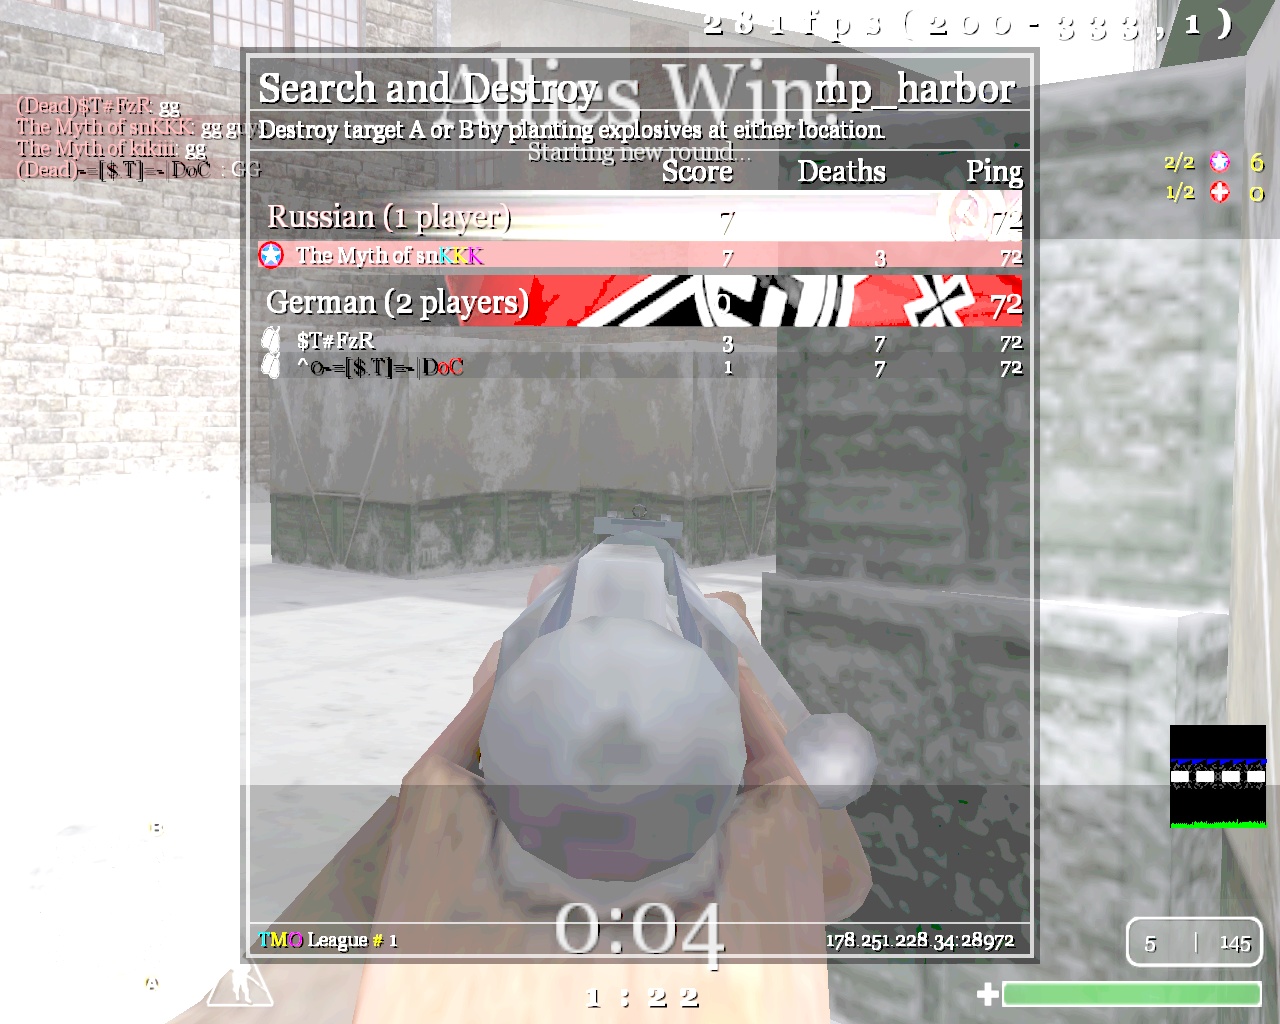 281fps(200-333,1)
Allies Win!
Search and Destroy
mp_harbor
(Dead)$T#FzR: gg
The Myth of snKKK: gg guy
The Myth of kikiii: gg
(Dead)-=[$.T]=-|DoC : GG
Destroy target A or B by planting explosives at either location.
Starting new round...
Score Deaths Ping
2/2 6
1/2 0
Russian (1 player) 7 72
The Myth of snKKK 7 3 72
German (2 players) 0 72
$T#FzR 3 7 72
^0-=[$.T]=-|DoC 1 7 72
B
A
0:04
TMO League # 1
178.251.228.34:28972
5 | 145
1:22